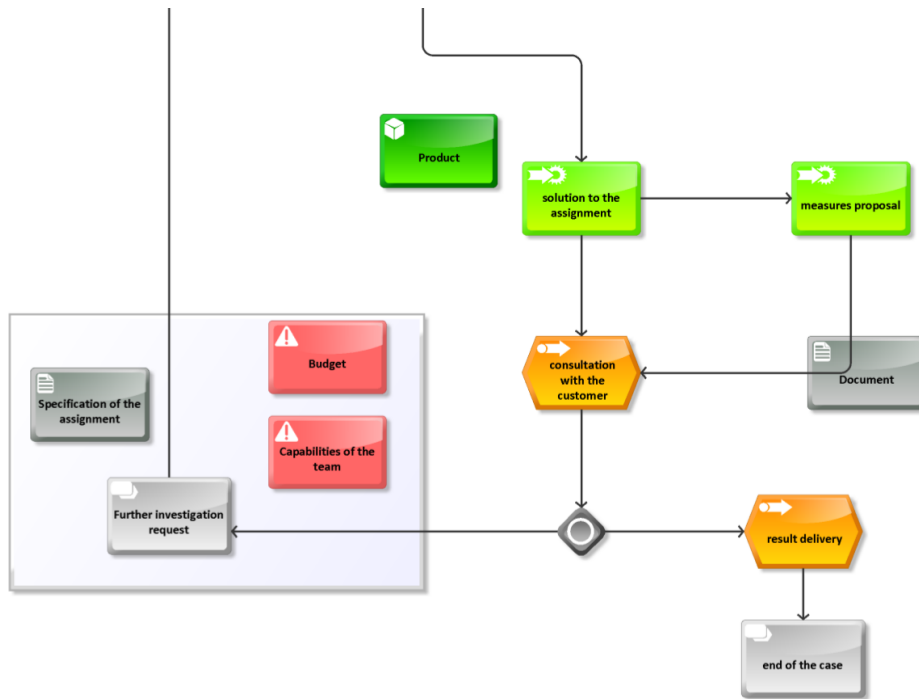 Product
solution to the
assignment
measures proposal
Budget
consultation
with the
customer
Document
Specification of the
assignment
Capabilities of the
team
Further investigation
request
result delivery
end of the case